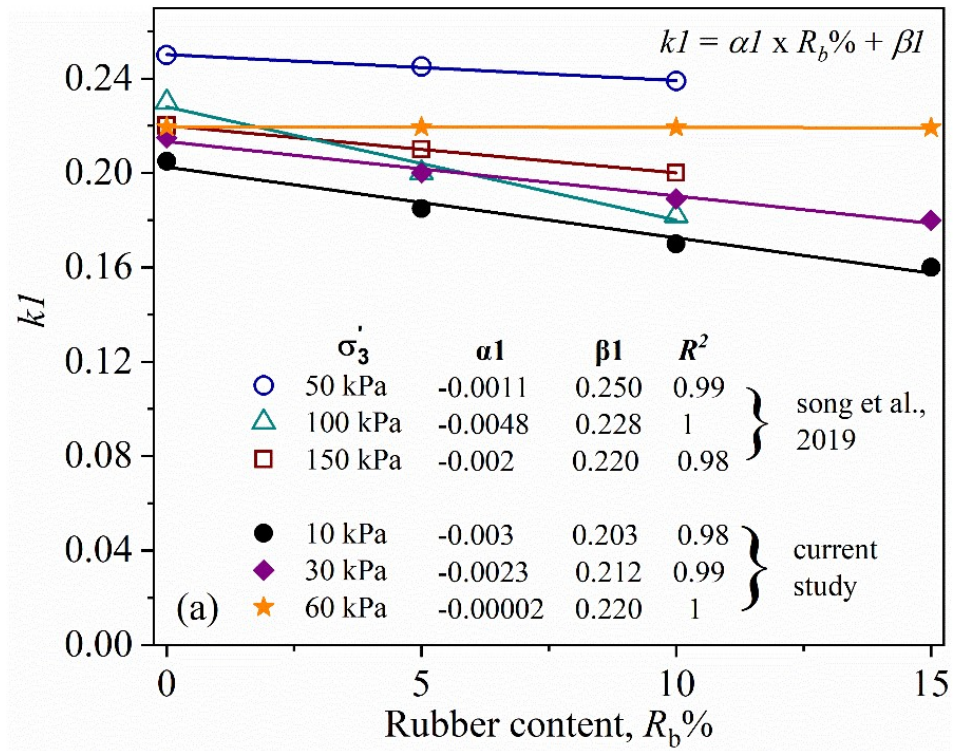 k1 = α1 x Rb% + β1
0.24
0.20
0.16
0.12
0.08
0.04
0.00
k1
σ'3 α1 β1 R2
50 kPa -0.0011 0.250 0.99
100 kPa -0.0048 0.228 1
150 kPa -0.002 0.220 0.98
song et al.,
2019
10 kPa -0.003 0.203 0.98
30 kPa -0.0023 0.212 0.99
60 kPa -0.00002 0.220 1
current
study
(a)
0 5 10 15
Rubber content, Rb%